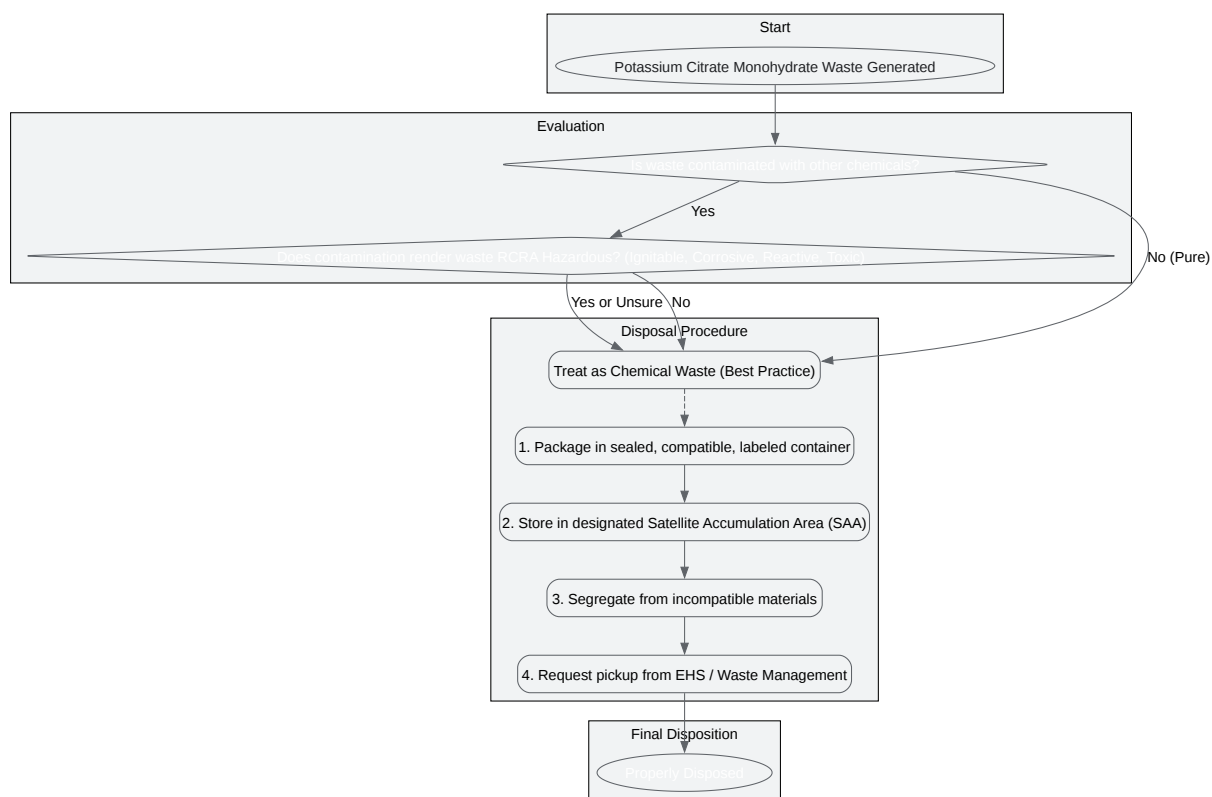 Start
Potassium Citrate Monohydrate Waste Generated
Evaluation
Is waste contaminated with other chemicals?
Yes
Does contamination render waste RCRA Hazardous? (Ignitable, Corrosive, Reactive, Toxic)
No (Pure)
Yes or Unsure
No
Disposal Procedure
Treat as Chemical Waste (Best Practice)
1. Package in sealed, compatible, labeled container
2. Store in designated Satellite Accumulation Area (SAA)
3. Segregate from incompatible materials
4. Request pickup from EHS / Waste Management
Final Disposition
Properly Disposed